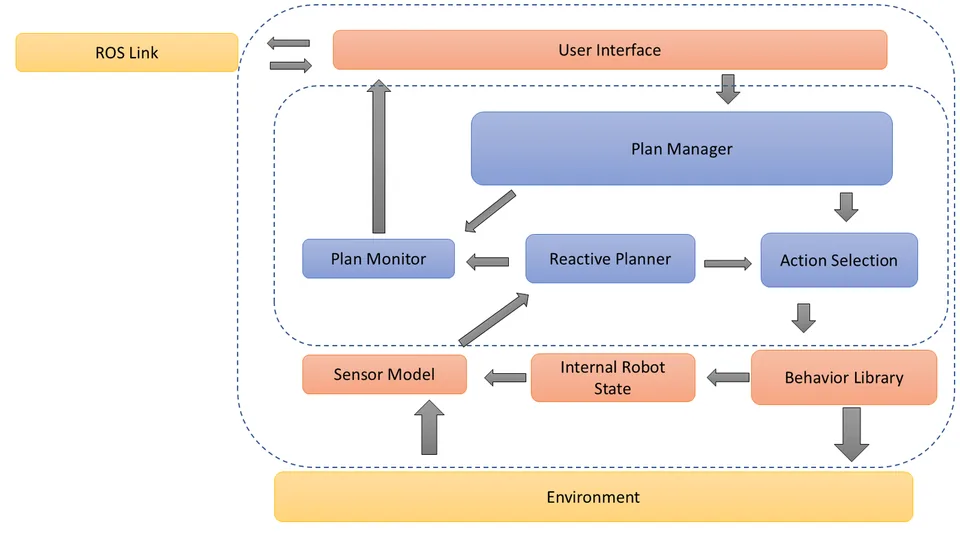 ROS Link
User Interface
Plan Manager
Plan Monitor
Reactive Planner
Action Selection
Sensor Model
Internal Robot
State
Behavior Library
Environment